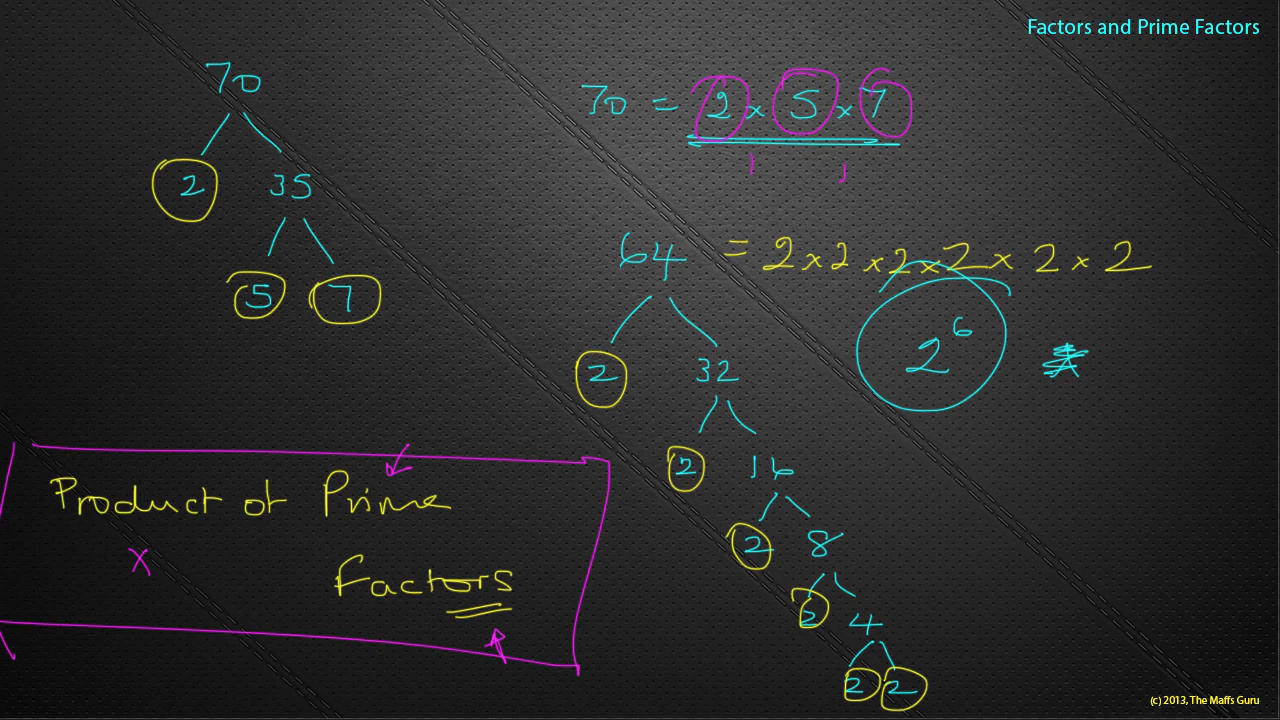 Factors and Prime Factors
70
2 35
5 7
70 = 2 x 5 x 7
64 = 2 x 2 x 2 x 2 x 2 x 2
2⁶
2 32
2 16
2 8
2 4
2 2
Product of Prime
x
Factors
(c) 2013, The Maffs Guru